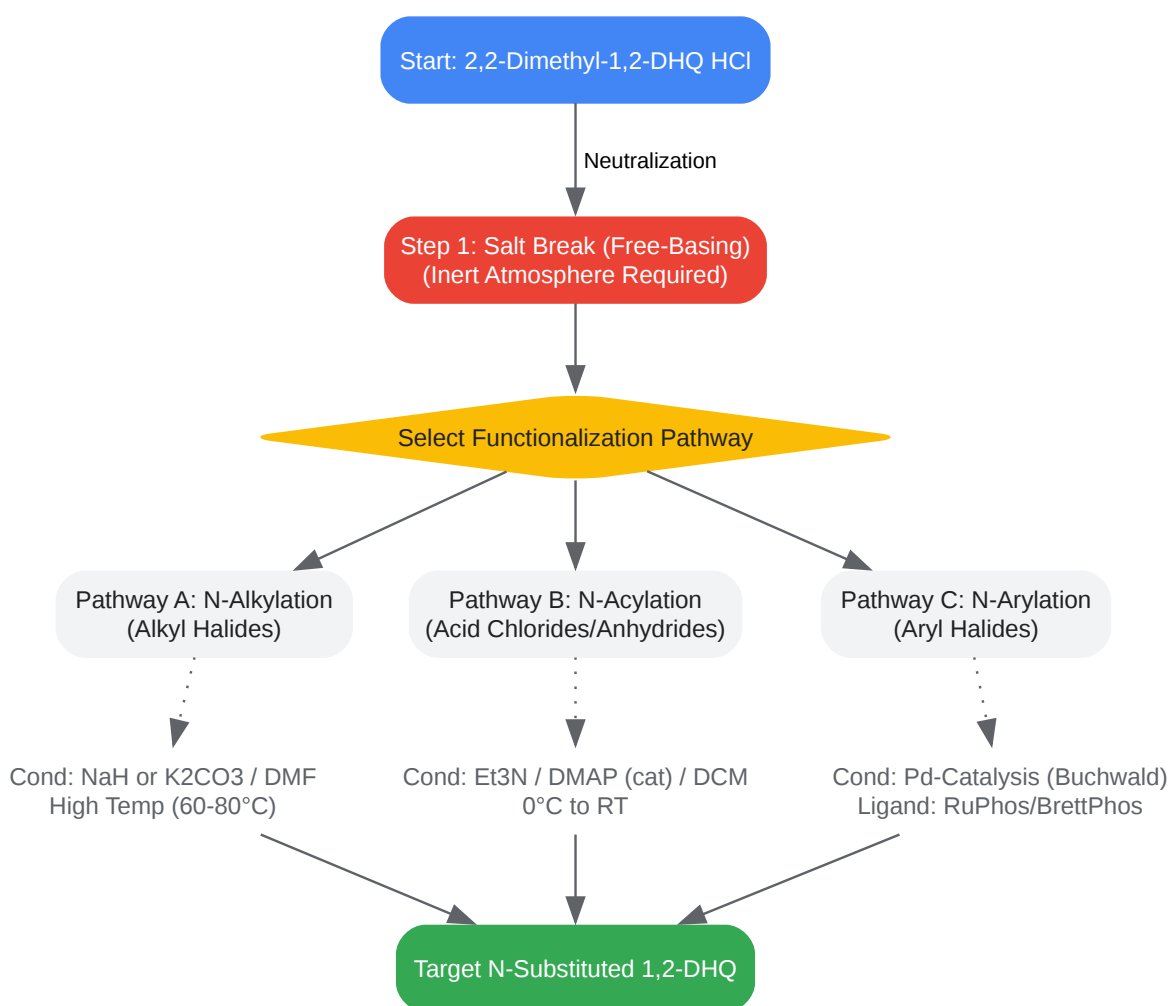 Start: 2,2-Dimethyl-1,2-DHQ HCl
Neutralization
Step 1: Salt Break (Free-Basing)
(Inert Atmosphere Required)
Select Functionalization Pathway
Pathway A: N-Alkylation
(Alkyl Halides)
Pathway B: N-Acylation
(Acid Chlorides/Anhydrides)
Pathway C: N-Arylation
(Aryl Halides)
Cond: NaH or K2CO3 / DMF
High Temp (60-80°C)
Cond: Et3N / DMAP (cat) / DCM
0°C to RT
Cond: Pd-Catalysis (Buchwald)
Ligand: RuPhos/BrettPhos
Target N-Substituted 1,2-DHQ